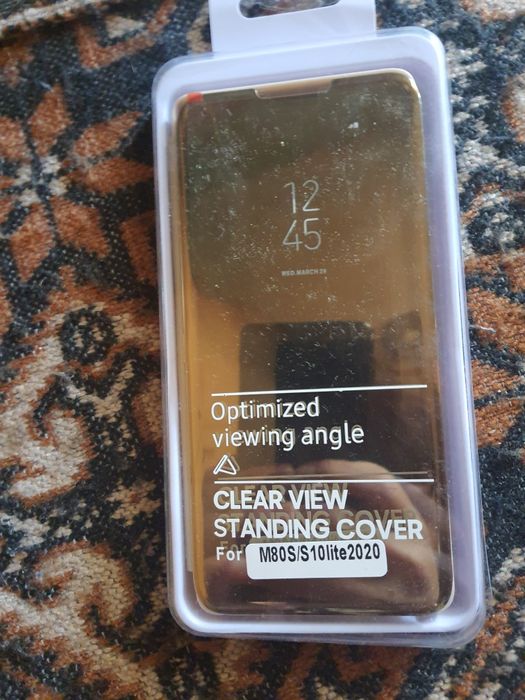 12
45
WED, MARCH 29
Optimized
viewing angle
CLEAR VIEW
STANDING COVER
For M80S/S10lite2020